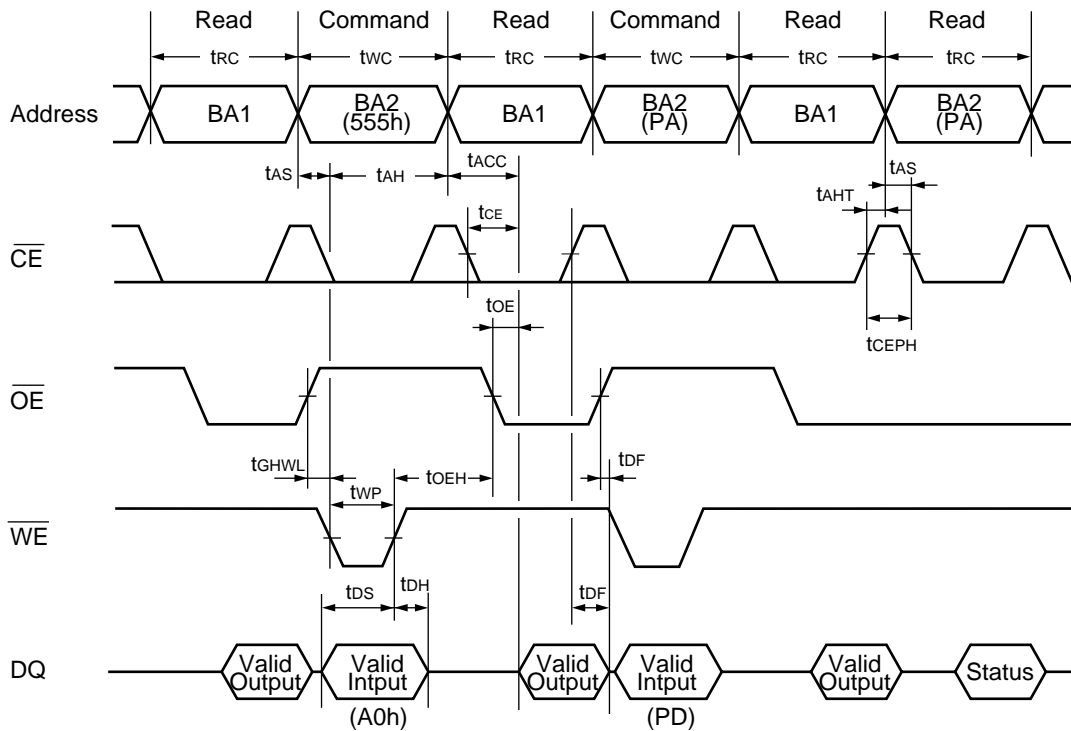 Read Command Read Command Read Read
tRC tWC tRC tWC tRC tRC
Address BA1 BA2 (555h) BA1 BA2 (PA) BA1 BA2 (PA)
tAS tAH tACC tAS
tAHT
CE tCE
tOE
tCEPH
OE
tGHWL tWP tOEH tDF
WE
tDS tDH tDF
DQ Valid Output Valid Intput Valid Output Valid Intput Valid Output Status
(A0h) (PD)